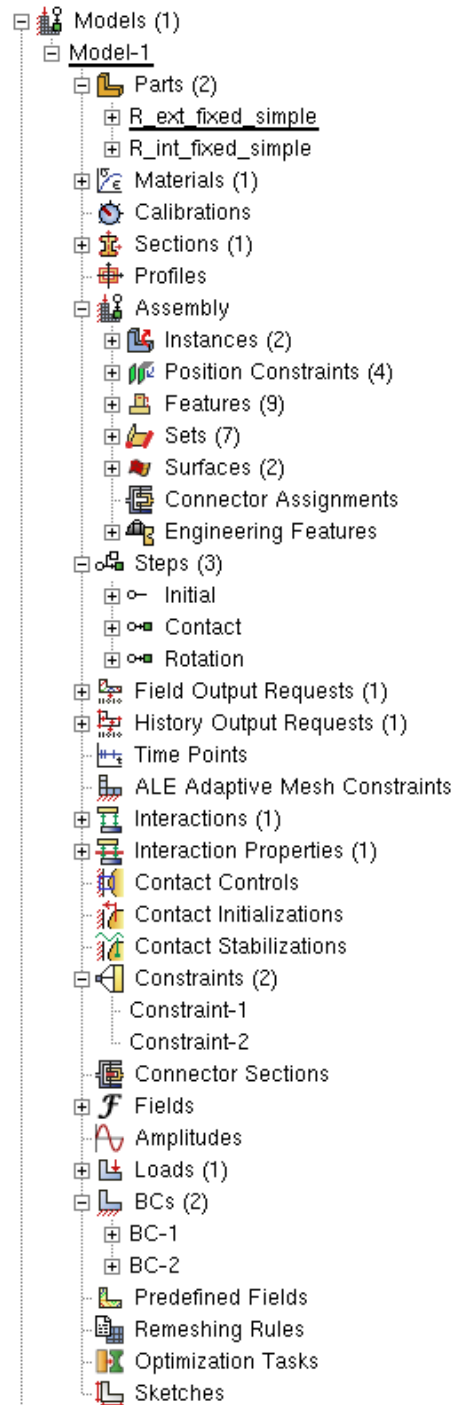 Models (1)
Model-1
Parts (2)
R_ext_fixed_simple
R_int_fixed_simple
Materials (1)
Calibrations
Sections (1)
Profiles
Assembly
Instances (2)
Position Constraints (4)
Features (9)
Sets (7)
Surfaces (2)
Connector Assignments
Engineering Features
Steps (3)
Initial
Contact
Rotation
Field Output Requests (1)
History Output Requests (1)
Time Points
ALE Adaptive Mesh Constraints
Interactions (1)
Interaction Properties (1)
Contact Controls
Contact Initializations
Contact Stabilizations
Constraints (2)
Constraint-1
Constraint-2
Connector Sections
Fields
Amplitudes
Loads (1)
BCs (2)
BC-1
BC-2
Predefined Fields
Remeshing Rules
Optimization Tasks
Sketches